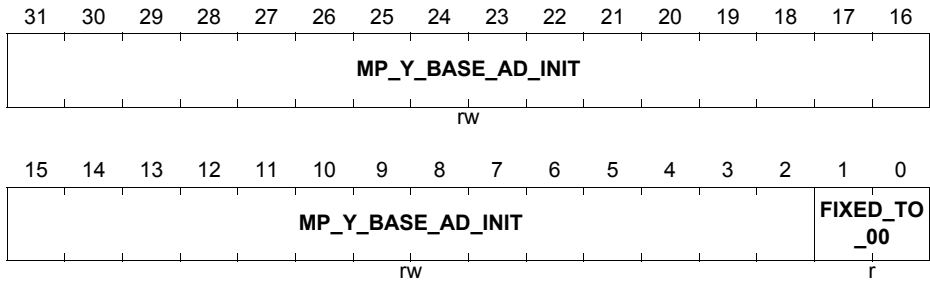 31 30 29 28 27 26 25 24 23 22 21 20 19 18 17 16
MP_Y_BASE_AD_INIT
rw
15 14 13 12 11 10 9 8 7 6 5 4 3 2 1 0
MP_Y_BASE_AD_INIT FIXED_TO
_00
rw r